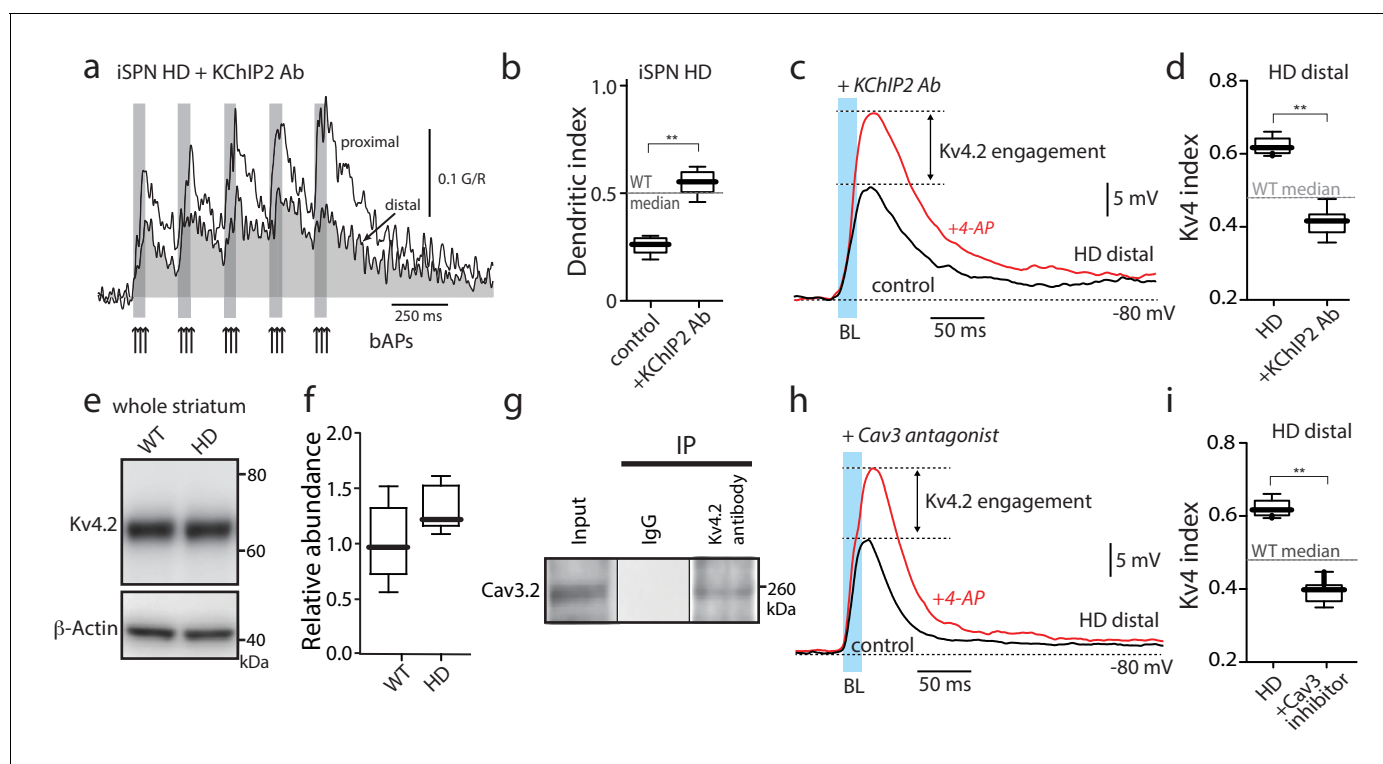 a
iSPN HD + KChIP2 Ab
proximal
distal
0.1 G/R
250 ms
bAPs
b
iSPN HD
Dendritic index
1.0
0.5
0
**
WT
median
control
+KChIP2 Ab
c
+ KChIP2 Ab
Kv4.2 engagement
5 mV
+4-AP
HD distal
control
-80 mV
BL
50 ms
d
HD distal
Kv4 index
0.8
0.6
0.4
0.2
**
WT median
HD
+KChIP2 Ab
e
whole striatum
WT
HD
80
Kv4.2
60
β-Actin
40
kDa
f
Relative abundance
2.0
1.5
1.0
0.5
0.0
WT
HD
g
IP
Input
IgG
Kv4.2
antibody
Cav3.2
260
kDa
h
+ Cav3 antagonist
Kv4.2 engagement
5 mV
+4-AP
HD distal
control
-80 mV
BL
50 ms
i
HD distal
Kv4 index
0.8
0.6
0.4
0.2
**
WT median
HD
+Cav3
inhibitor